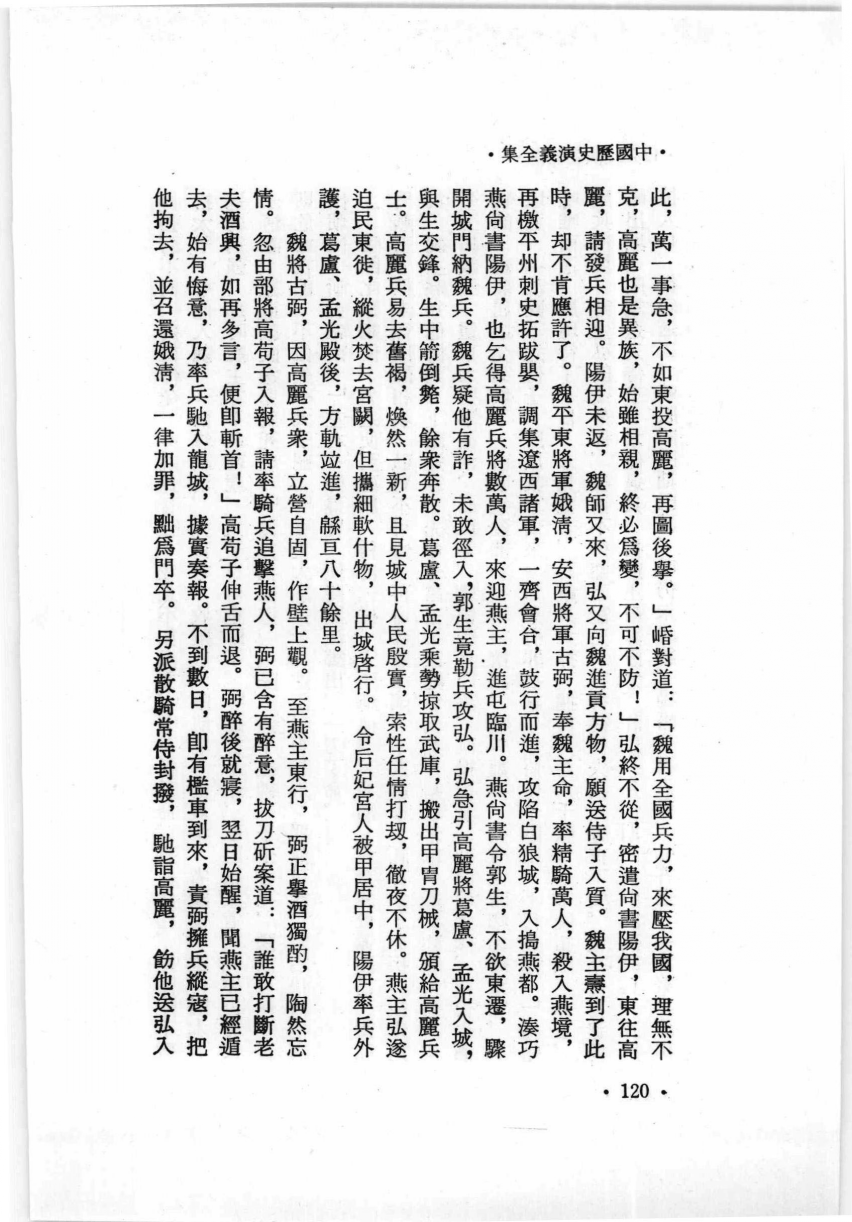 •中國歷史演義全集•
此，萬一事急，不如東投高麗，再圖後舉。」嶓對道：「魏用全國兵力，來壓我國，理無不
克，高麗也是異族，始雖相親，終必爲變，不可不防！」弘終不從，密遣尙書陽伊，東往高
麗，請發兵相迎。陽伊未返，魏師又來，弘又向魏進貢方物，願送侍子入質。魏主燾到了此
時，却不肯應許了。魏平東將軍娥淸，安西將軍古弼，奉魏主命，率精騎萬人，殺入燕境，
再檄平州刺史拓跋嬰，調集遼西諸軍，一齊會合，鼓行而進，攻陷白狼城，入搗燕都。湊巧
燕尙書陽伊，也乞得高麗兵將數萬人，來迎燕主，進屯臨川。燕尙書令郭生，不欲東遷，驟
開城門納魏兵。魏兵疑他有詐，未敢徑入，郭生竟勒兵攻弘。弘急引高麗將葛盧、孟光入城，
與生交鋒。生中箭倒斃，餘衆奔散。葛盧、孟光乘勢掠取武庫，搬出甲冑刀械，頒給高麗兵
士。高麗兵易去舊褐，煥然一新，且見城中人民殷實，索性任情打刼，徹夜不休。燕主弘遂
迫民東徙，縱火焚去宮闕，但攜細軟什物，出城啓行。令后妃宮人被甲居中，陽伊率兵外
護，葛盧、孟光殿後，方軌竝進，緜亘八十餘里。
魏將古弼，因高麗兵衆，立營自固，作壁上觀。至燕主東行，弼正擧酒獨酌，陶然忘
情。忽由部將高苟子入報，請率騎兵追擊燕人，弼已含有醉意，拔刀斫案道：「誰敢打斷老
夫酒興，如再多言，便卽斬首！」高苟子伸舌而退。弼醉後就寢，翌日始醒，聞燕主已經遁
去，始有悔意，乃率兵馳入龍城，據實奏報。不到數日，卽有檻車到來，責弼擁兵縱寇，把
他拘去，並召還娥淸，一律加罪，黜爲門卒。另派散騎常侍封撥，馳詣高麗，飭他送弘入
•120•